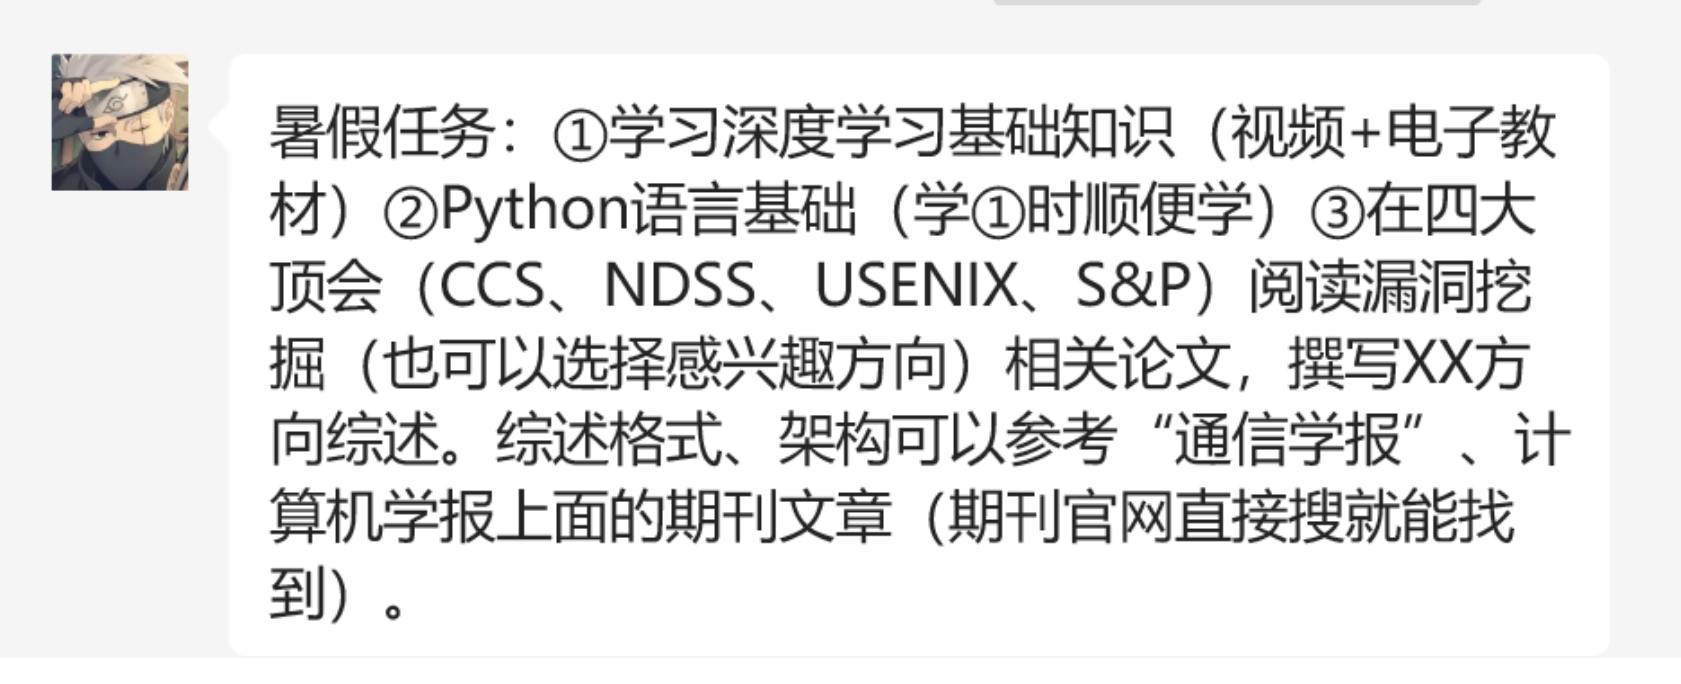 暑假任务：①学习深度学习基础知识（视频+电子教
材）②Python语言基础（学①时顺便学）③在四大
顶会（CCS、NDSS、USENIX、S&P）阅读漏洞挖
掘（也可以选择感兴趣方向）相关论文，撰写XX方
向综述。综述格式、架构可以参考“通信学报”、计
算机学报上面的期刊文章（期刊官网直接搜就能找
到）。